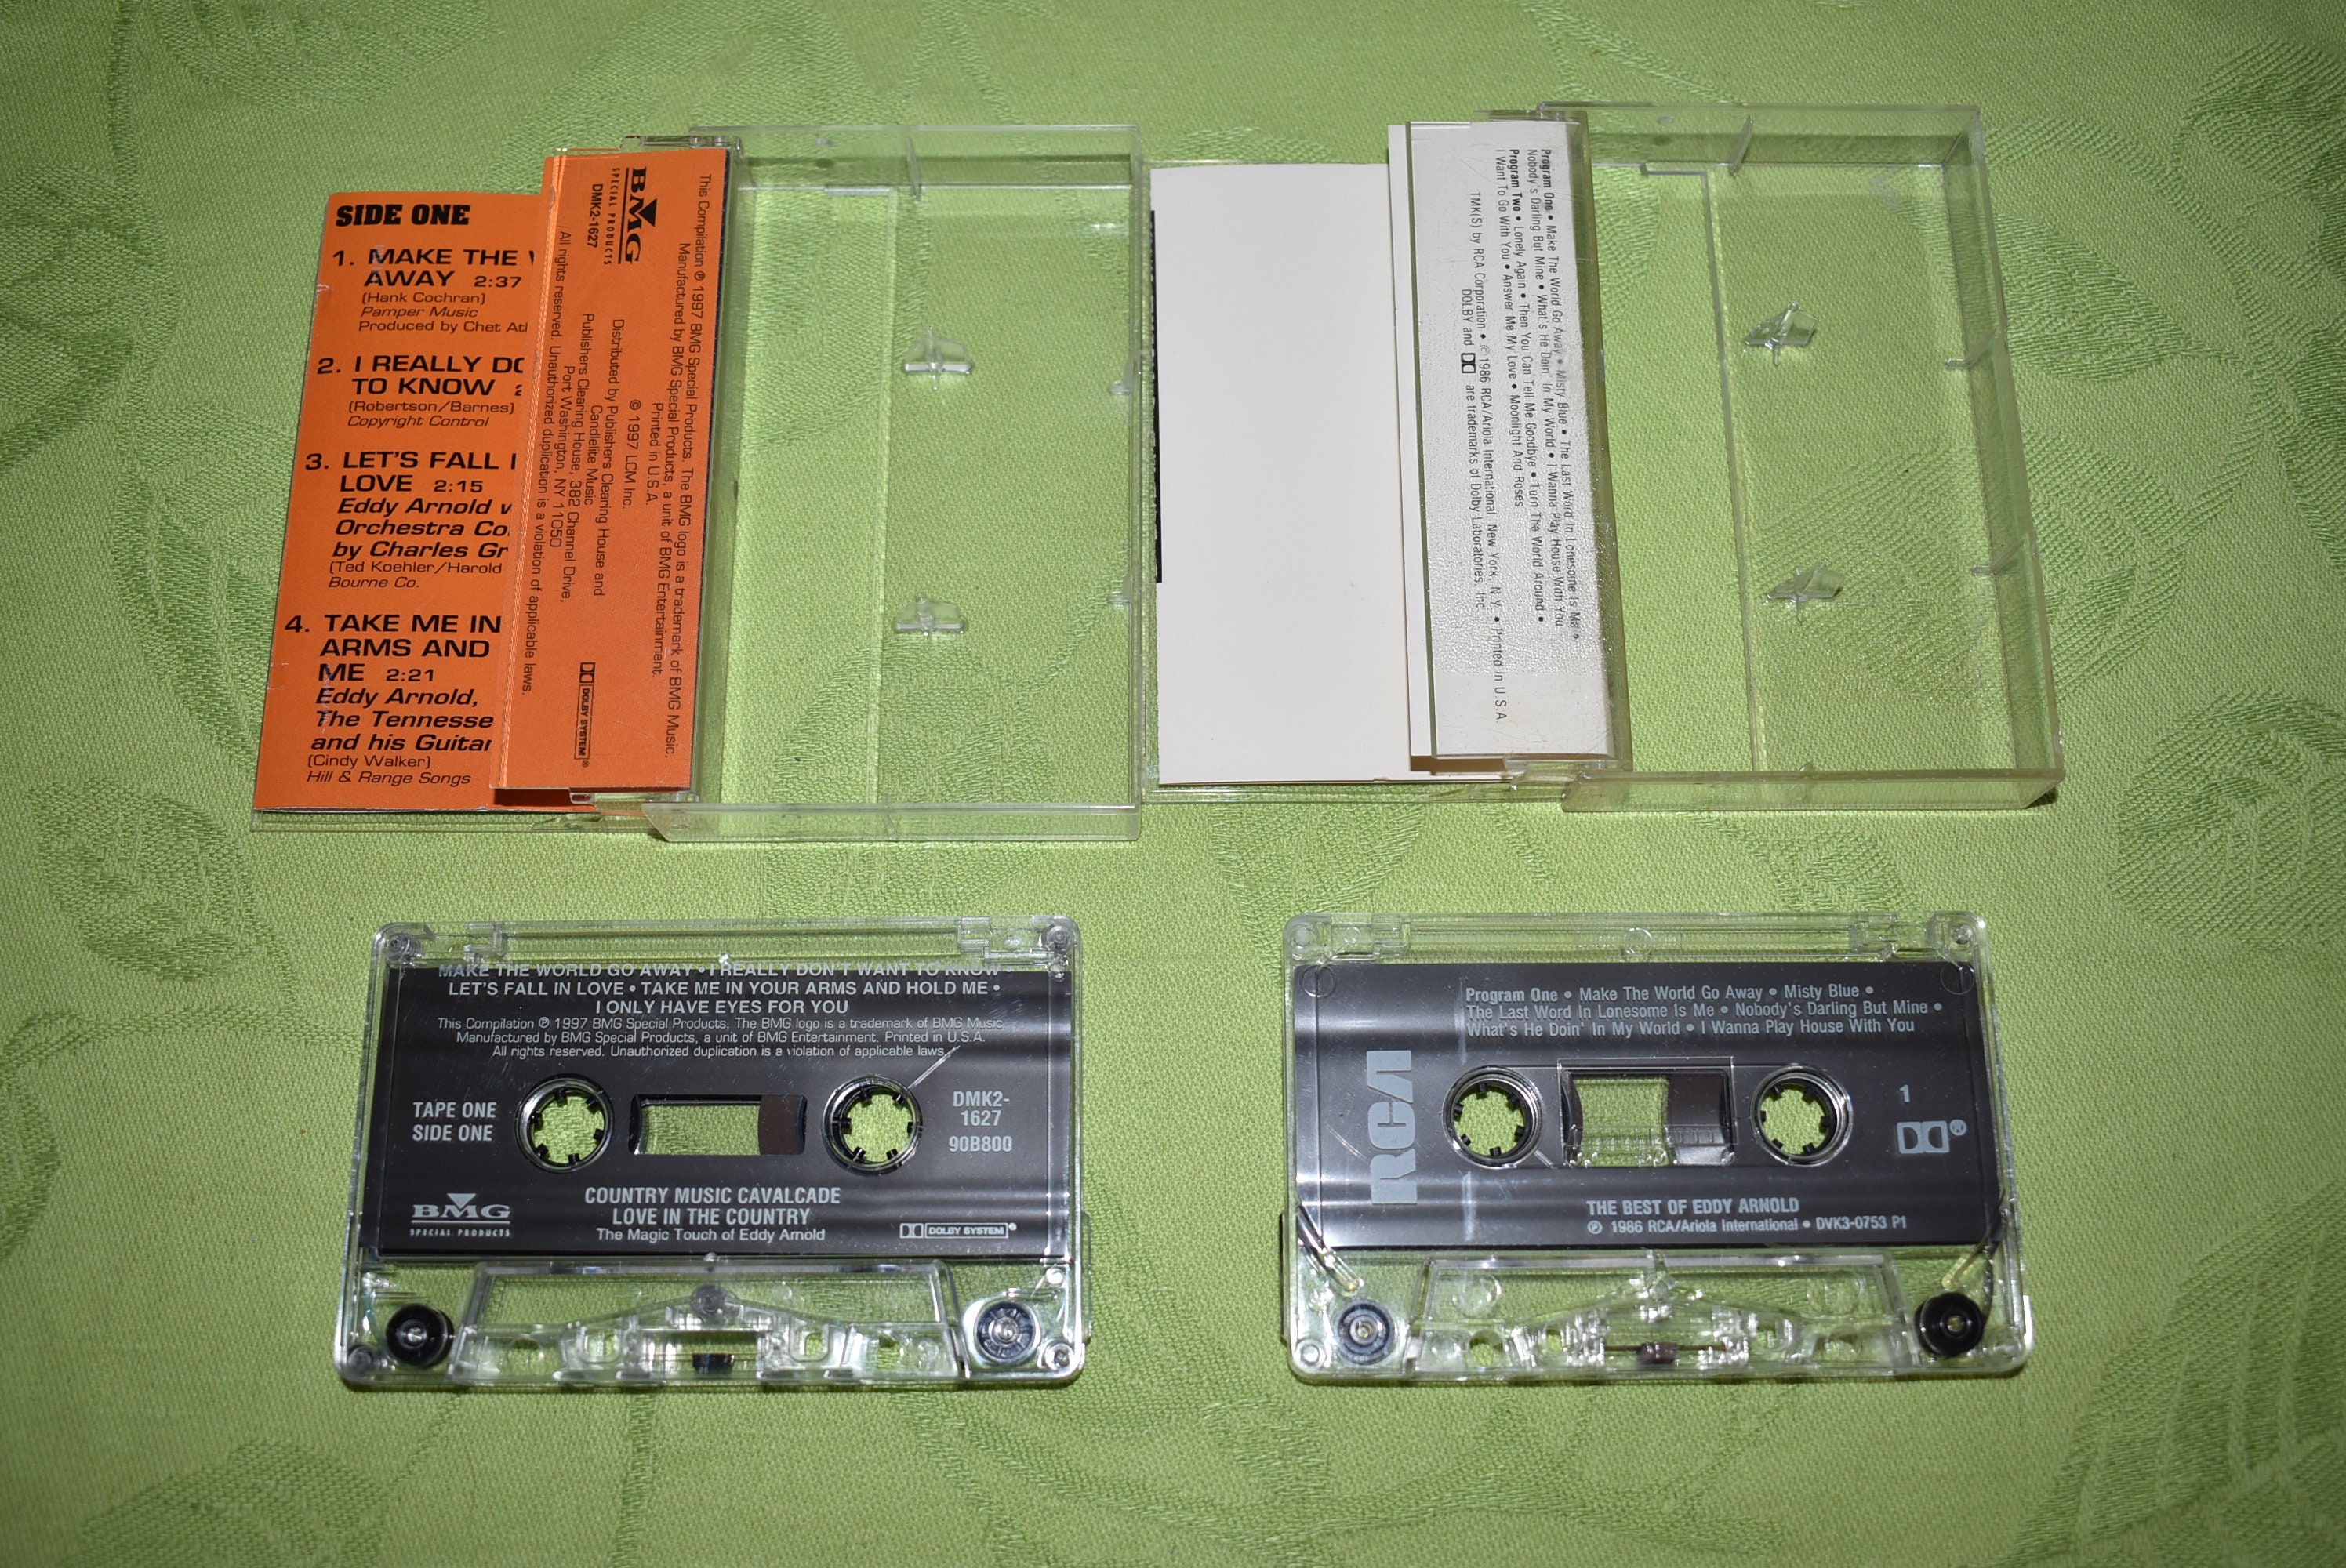 SIDE ONE
1. MAKE THE
AWAY 2:37
(Hank Cochran)
Pamper Music
Produced by Chet Atl
2. I REALLY DO
TO KNOW
(Robertson/Barnes)
Copyright Control
3. LET'S FALL I
LOVE 2:15
Eddy Arnold w
Orchestra Co
by Charles Gr
(Ted Koehler/Harold
Bourne Co.
4. TAKE ME IN
ARMS AND
ME 2:21
Eddy Arnold,
The Tennesse
and his Guitar
(Cindy Walker)
Hill & Range Songs
This Compilation ℗ 1997 BMG Special Products. The BMG logo is a trademark of BMG Music.
Manufactured by BMG Special Products, a unit of BMG Entertainment.
Printed in U.S.A.
© 1997 LCM Inc.
BMG
SPECIAL PRODUCTS
DMK2-1627
Distributed by Publishers Clearing House and
Candlelite Music
Publishers Clearing House, 382 Channel Drive,
Port Washington, NY 11050
All rights reserved. Unauthorized duplication is a violation of applicable laws.
DOLBY SYSTEM®
Program One • Make The World Go Away • Misty Blue • The Last Word In Lonesome Is Me •
Nobody's Darling But Mine • What's He Doin' In My World • I Wanna Play House With You
Program Two • Lonely Again • Then You Can Tell Me Goodbye • Turn The World Around •
I Want To Go With You • Answer Me My Love • Moonlight And Roses
TMK(S) by RCA Corporation • ℗1986 RCA/Ariola International, New York, N.Y. • Printed in U.S.A.
DOLBY and are trademarks of Dolby Laboratories, Inc.
MAKE THE WORLD GO AWAY • I REALLY DON'T WANT TO KNOW
LET'S FALL IN LOVE • TAKE ME IN YOUR ARMS AND HOLD ME •
I ONLY HAVE EYES FOR YOU
This Compilation ℗ 1997 BMG Special Products. The BMG logo is a trademark of BMG Music.
Manufactured by BMG Special Products, a unit of BMG Entertainment. Printed in U.S.A.
All rights reserved. Unauthorized duplication is a violation of applicable laws.
TAPE ONE
SIDE ONE
DMK2-
1627
90B800
BMG
SPECIAL PRODUCTS
COUNTRY MUSIC CAVALCADE
LOVE IN THE COUNTRY
The Magic Touch of Eddy Arnold
DOLBY SYSTEM®
Program One • Make The World Go Away • Misty Blue •
The Last Word In Lonesome Is Me • Nobody's Darling But Mine •
What's He Doin' In My World • I Wanna Play House With You
RCA
1
®
THE BEST OF EDDY ARNOLD
℗ 1986 RCA/Ariola International • DVK3-0753 P1